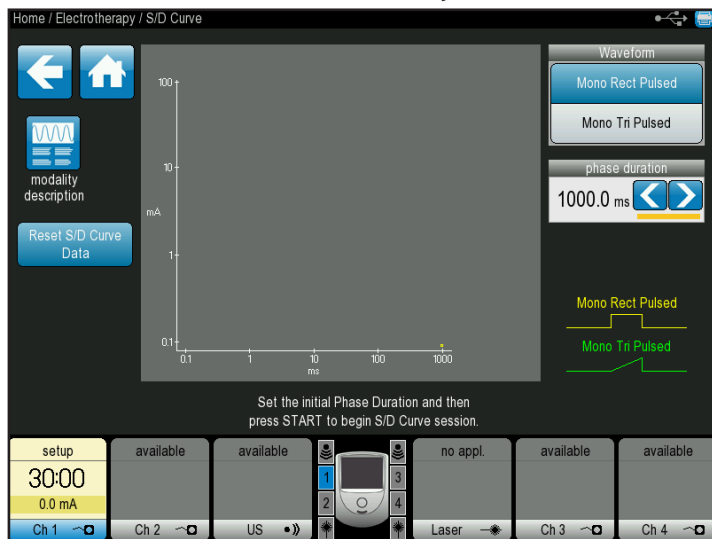 Home / Electrotherapy / S/D Curve
modality
description
Reset S/D Curve
Data
100
10
mA
1
0.1
0.1
1
10
100
1000
ms
Waveform
Mono Rect Pulsed
Mono Tri Pulsed
phase duration
1000.0 ms
Mono Rect Pulsed
Mono Tri Pulsed
Set the initial Phase Duration and then
press START to begin S/D Curve session.
setup
30:00
0.0 mA
Ch 1
available
Ch 2
available
US
1
2
3
4
no appl.
Laser
available
Ch 3
available
Ch 4